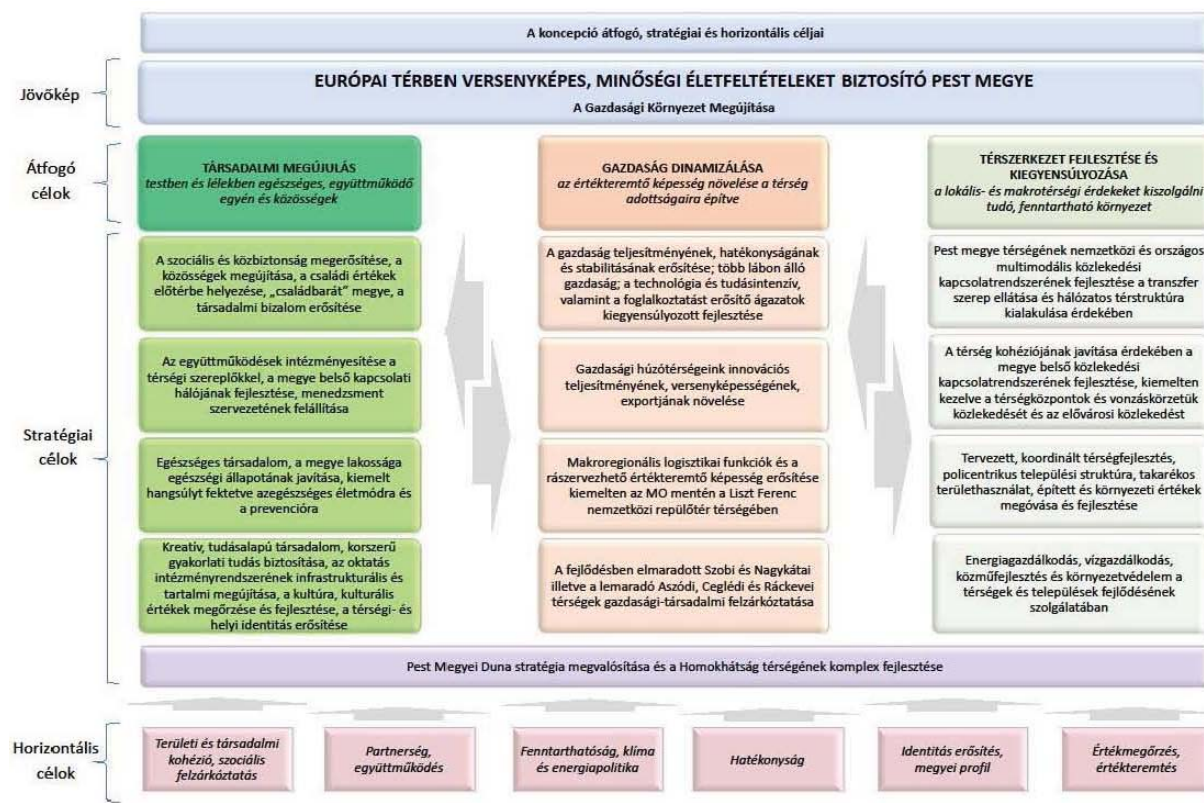 A koncepció átfogó, stratégiai és horizontális céljai
Jövőkép
EURÓPAI TÉRBEN VERSENYKÉPES, MINŐSÉGI ÉLETFELTÉTELEKET BIZTOSÍTÓ PEST MEGYE
A Gazdasági Környezet Megújítása
Átfogó
célok
TÁRSADALMI MEGÚJULÁS
testben és lélekben egészséges, együttműködő
egyén és közösségek
GAZDASÁG DINAMIZÁLÁSA
az értékteremtő képesség növelése a térség
adottságaira építve
TÉRSZERKEZET FEJLESZTÉSE ÉS
KIEGYENSÚLYOZÁSA
a lokális- és makrotérségi érdekeket kiszolgálni
tudó, fenntartható környezet
Stratégiai
célok
A szociális és közbiztonság megerősítése, a
közösségek megújítása, a családi értékek
előtérbe helyezése, „családbarát" megye, a
társadalmi bizalom erősítése
Az együttműködések intézményesítése a
térségi szereplőkkel, a megye belső kapcsolati
hálójának fejlesztése, menedzsment
szervezetének felállítása
Egészséges társadalom, a megye lakossága
egészségi állapotának javítása, kiemelt
hangsúlyt fektetve azegészséges életmódra és
a prevencióra
Kreatív, tudásalapú társadalom, korszerű
gyakorlati tudás biztosítása, az oktatás
intézményrendszerének infrastrukturális és
tartalmi megújítása, a kultúra, kulturális
értékek megőrzése és fejlesztése, a térségi- és
helyi identitás erősítése
A gazdaság teljesítményének, hatékonyságának
és stabilitásának erősítése; több lábon álló
gazdaság; a technológia és tudásintenzív,
valamint a foglalkoztatást erősítő ágazatok
kiegyensúlyozott fejlesztése
Gazdasági húzótérségeink innovációs
teljesítményének, versenyképességének,
exportjának növelése
Makroregionális logisztikai funkciók és a
rászervezhető értékteremtő képesség erősítése
kiemelten az MO mentén a Liszt Ferenc
nemzetközi repülőtér térségében
A fejlődésben elmaradott Szobi és Nagykátai
illetve a lemaradó Aszódi, Ceglédi és Ráckevei
térségek gazdasági-társadalmi felzárkóztatása
Pest megye térségének nemzetközi és országos
multimodális közlekedési
kapcsolatrendszerének fejlesztése a transzfer
szerep ellátása és hálózatos térstruktúra
kialakulása érdekében
A térség kohéziójának javítása érdekében a
megye belső közlekedési
kapcsolatrendszerének fejlesztése, kiemelten
kezelve a térségközpontok és vonzáskörzetük
közlekedését és az elővárosi közlekedést
Tervezett, koordinált térségfejlesztés,
policentrikus települési struktúra, takarékos
területhasználat, épített és környezeti értékek
megóvása és fejlesztése
Energiagazdálkodás, vízgazdálkodás,
közműfejlesztés és környezetvédelem a
térségek és települések fejlődésének
szolgálatában
Pest Megyei Duna stratégia megvalósítása és a Homokhátság térségének komplex fejlesztése
Horizontális
célok
Területi és társadalmi
kohézió, szociális
felzárkóztatás
Partnerség,
együttműködés
Fenntarthatóság, klíma
és energiapolitika
Hatékonyság
Identitás erősítés,
megyei profil
Értékmegőrzés,
értékteremtés